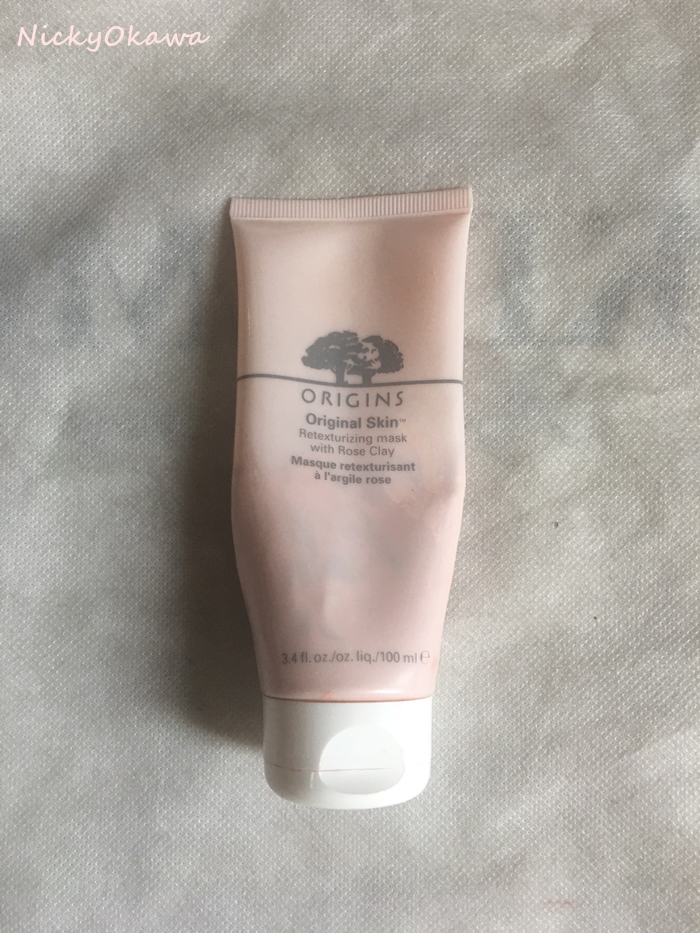 NickyOkawa
ORIGINS
Original Skin™
Retexturizing mask
with Rose Clay
Masque retexturisant
à l'argile rose
3.4 fl. oz./oz. liq./100 ml ℮